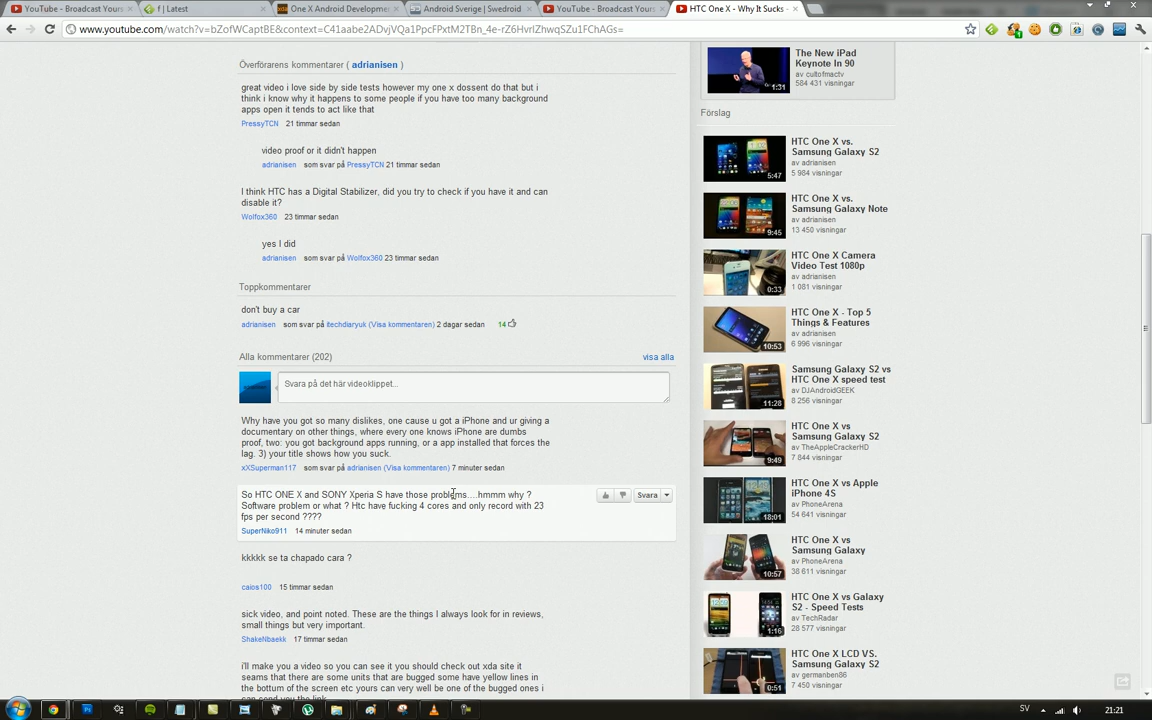 YouTube - Broadcast Yours
f | Latest
One X Android Developmen
Android Sverige | Swedroid
YouTube - Broadcast Yours
HTC One X - Why It Sucks -
www.youtube.com/watch?v=bZofWCaptBE&context=C41aabe2ADvjVQa1PpcFPxtM2TBxt_4e-rZ6HvrlZhwqSZu1FChAGs=
Överförarens kommentarer ( adrianisen )
great video i love side by side tests however my one x dossent do that but i
think i know why it happens to some people if you have too many background
apps open it tends to act like that
PressyTCN 21 timmar sedan
video proof or it didn't happen
adrianisen som svar på PressyTCN 21 timmar sedan
I think HTC has a Digital Stabilizer, did you try to check if you have it and can
disable it?
Wolfox360 23 timmar sedan
yes I did
adrianisen som svar på Wolfox360 23 timmar sedan
Toppkommentarer
don't buy a car
adrianisen som svar på itechdiaryuk (Visa kommentaren) 2 dagar sedan 14
Alla kommentarer (202)
visa alla
Svara på det här videoklippet...
Why have you got so many dislikes, one cause u got a iPhone and ur giving a
documentary on other things, where every one knows iPhone are dumbs
proof, two: you got background apps running, or a app installed that forces the
lag. 3) your title shows how you suck.
xXSuperman117 som svar på adrianisen (Visa kommentaren) 7 minuter sedan
So HTC ONE X and SONY Xperia S have those problems....hmmm why ?
Software problem or what ? Htc have fucking 4 cores and only record with 23
fps per second ????
Svara
SuperNiko911 14 minuter sedan
kkkkk se ta chapado cara ?
caios100 15 timmar sedan
sick video, and point noted. These are the things I always look for in reviews,
small things but very important.
ShakeNbaekk 17 timmar sedan
i'll make you a video so you can see it you should check out xda site it
seams that there are some units that are bugged some have yellow lines
in the bottom of the screen etc yours can very well be one of the bugged ones i
can send you the link
The New iPad
Keynote In 90
av cultofmactv
584 431 visningar
1:31
Förslag
HTC One X vs.
Samsung Galaxy S2
av adrianisen
5 984 visningar
5:47
HTC One X vs.
Samsung Galaxy Note
av adrianisen
13 450 visningar
9:45
HTC One X Camera
Video Test 1080p
av adrianisen
1 081 visningar
0:33
HTC One X - Top 5
Things & Features
av adrianisen
6 996 visningar
10:53
Samsung Galaxy S2 vs
HTC One X speed test
av DJAndroidGEEK
8 256 visningar
11:28
HTC One X vs
Samsung Galaxy S2
av TheAppleCrackerHD
7 844 visningar
9:49
HTC One X vs Apple
iPhone 4S
av PhoneArena
18:01
HTC One X vs
Samsung Galaxy
av PhoneArena
38 611 visningar
10:57
HTC One X vs Galaxy
S2 - Speed Tests
av TechRadar
28 577 visningar
1:16
HTC One X LCD VS.
Samsung Galaxy S2
av germanben86
7 450 visningar
0:51
SV
21:21